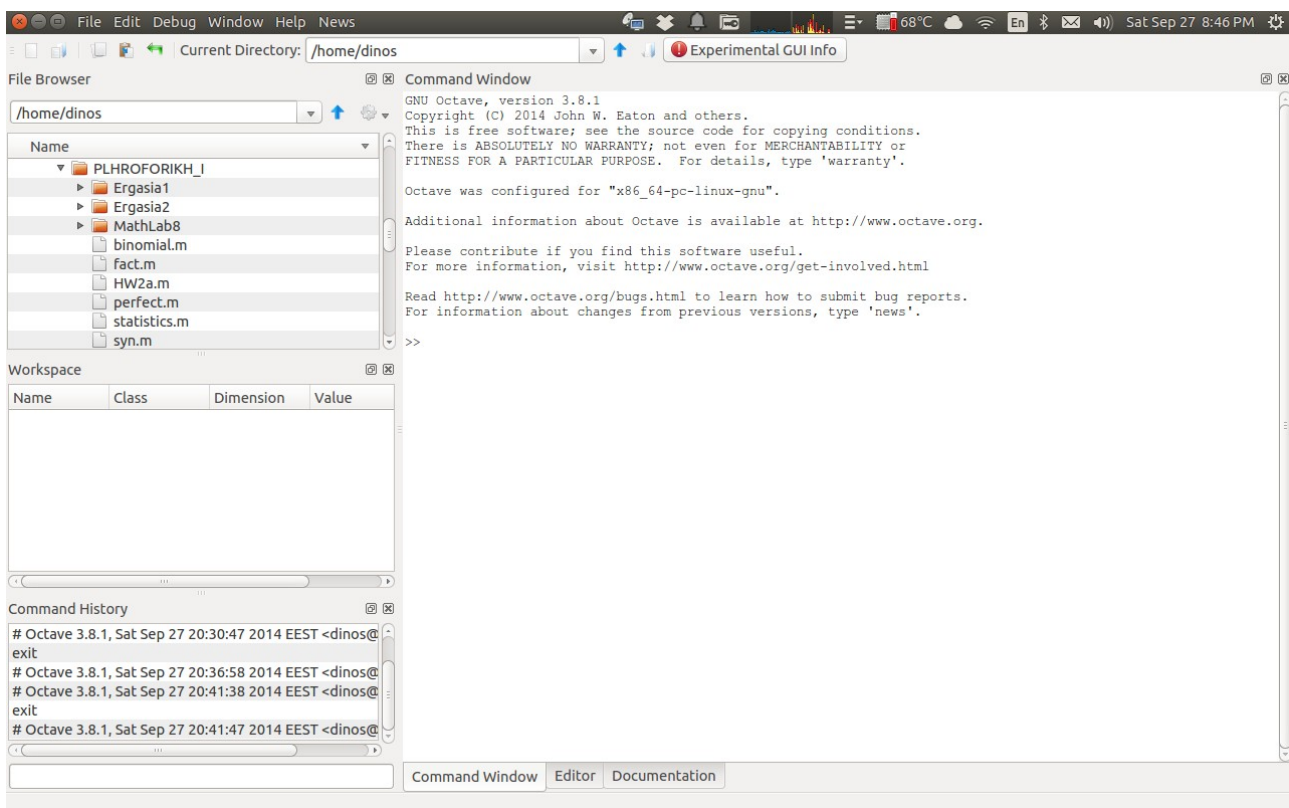 File Edit Debug Window Help News
68°C En Sat Sep 27 8:46 PM
Current Directory: /home/dinos Experimental GUI Info
File Browser
/home/dinos
Name
PLHROFORIKH_I
Ergasia1
Ergasia2
MathLab8
binomial.m
fact.m
HW2a.m
perfect.m
statistics.m
syn.m
Workspace
Name Class Dimension Value
Command History
# Octave 3.8.1, Sat Sep 27 20:30:47 2014 EEST <dinos@
exit
# Octave 3.8.1, Sat Sep 27 20:36:58 2014 EEST <dinos@
# Octave 3.8.1, Sat Sep 27 20:41:38 2014 EEST <dinos@
exit
# Octave 3.8.1, Sat Sep 27 20:41:47 2014 EEST <dinos@
Command Window
GNU Octave, version 3.8.1
Copyright (C) 2014 John W. Eaton and others.
This is free software; see the source code for copying conditions.
There is ABSOLUTELY NO WARRANTY; not even for MERCHANTABILITY or
FITNESS FOR A PARTICULAR PURPOSE.  For details, type 'warranty'.
Octave was configured for "x86_64-pc-linux-gnu".
Additional information about Octave is available at http://www.octave.org.
Please contribute if you find this software useful.
For more information, visit http://www.octave.org/get-involved.html
Read http://www.octave.org/bugs.html to learn how to submit bug reports.
For information about changes from previous versions, type 'news'.
>>
Command Window Editor Documentation